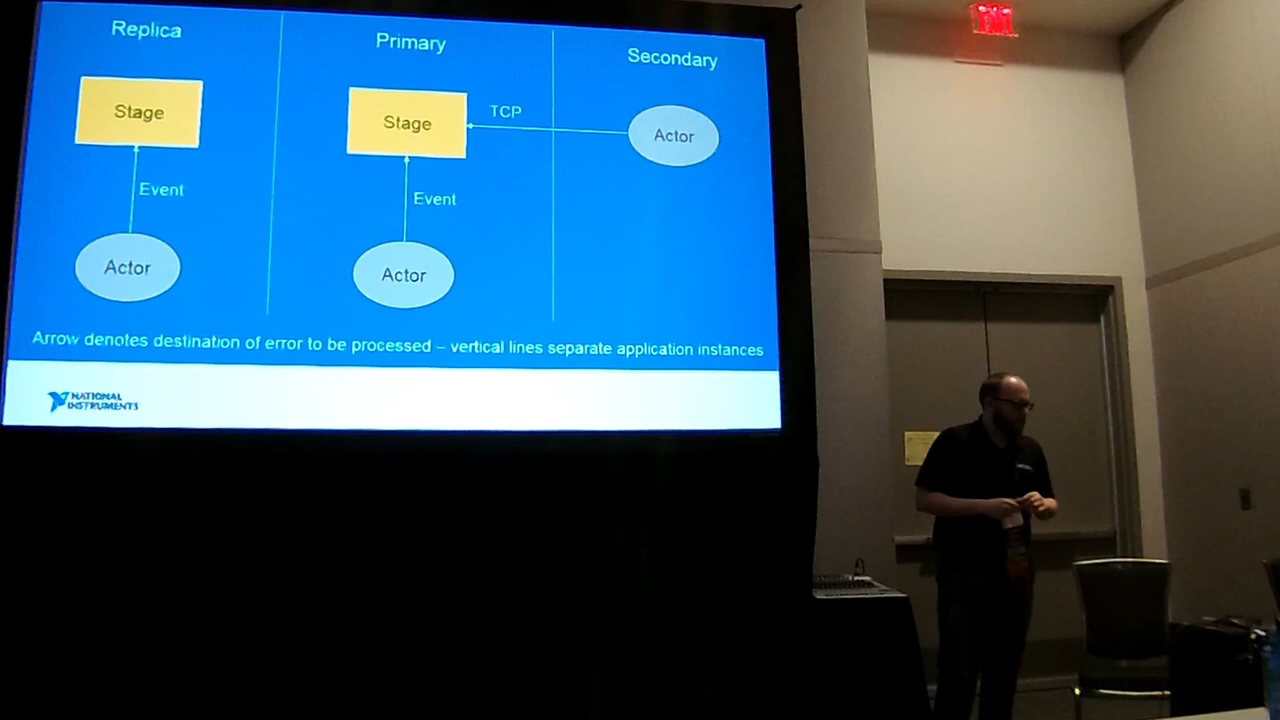 Replica
Primary
Secondary
Stage
Stage
TCP
Actor
Event
Event
Actor
Actor
Arrow denotes destination of error to be processed – vertical lines separate application instances
NATIONAL
INSTRUMENTS